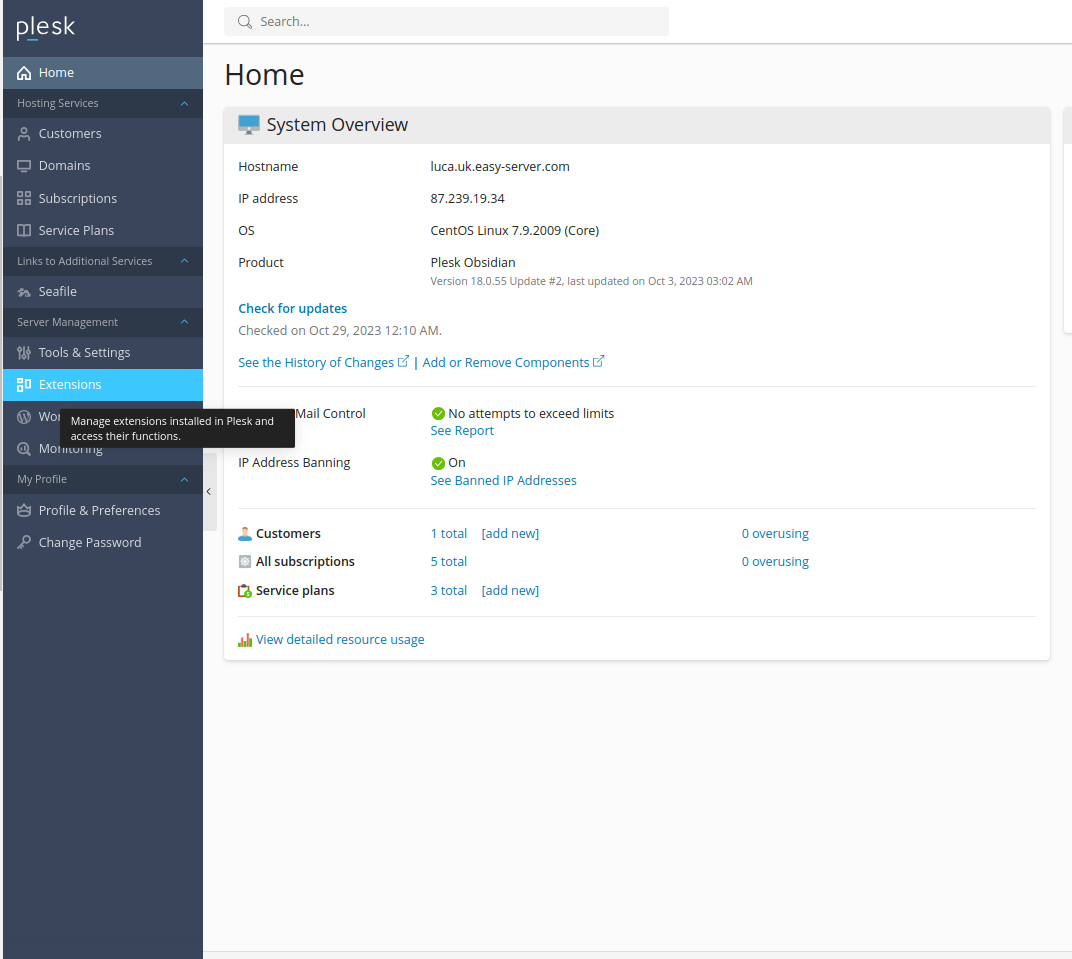 plesk
Search...
Home
Home
Hosting Services
System Overview
Customers
Domains
Subscriptions
Service Plans
Links to Additional Services
Seafile
Server Management
Tools & Settings
Extensions
Manage extensions installed in Plesk and
access their functions.
Monitoring
My Profile
Profile & Preferences
Change Password
Hostname luca.uk.easy-server.com
IP address 87.239.19.34
OS CentOS Linux 7.9.2009 (Core)
Product Plesk Obsidian
Version 18.0.55 Update #2, last updated on Oct 3, 2023 03:02 AM
Check for updates
Checked on Oct 29, 2023 12:10 AM.
See the History of Changes | Add or Remove Components
Mail Control No attempts to exceed limits
See Report
IP Address Banning On
See Banned IP Addresses
Customers 1 total [add new] 0 overusing
All subscriptions 5 total 0 overusing
Service plans 3 total [add new]
View detailed resource usage